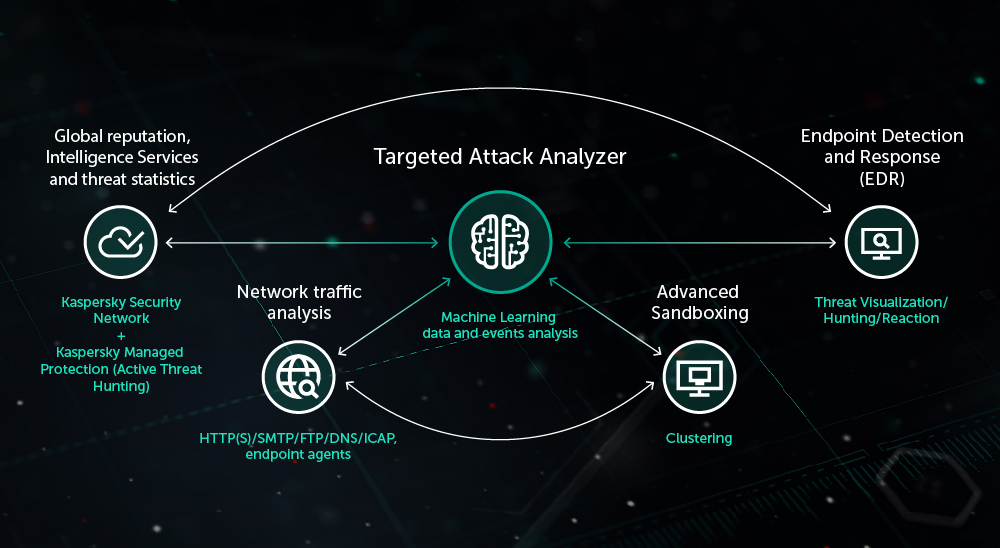 Global reputation,
Intelligence Services
and threat statistics
Kaspersky Security
Network
+
Kaspersky Managed
Protection (Active Threat
Hunting)
Network traffic
analysis
HTTP(S)/SMTP/FTP/DNS/ICAP,
endpoint agents
Targeted Attack Analyzer
Machine Learning
data and events analysis
Advanced
Sandboxing
Clustering
Endpoint Detection
and Response
(EDR)
Threat Visualization/
Hunting/Reaction